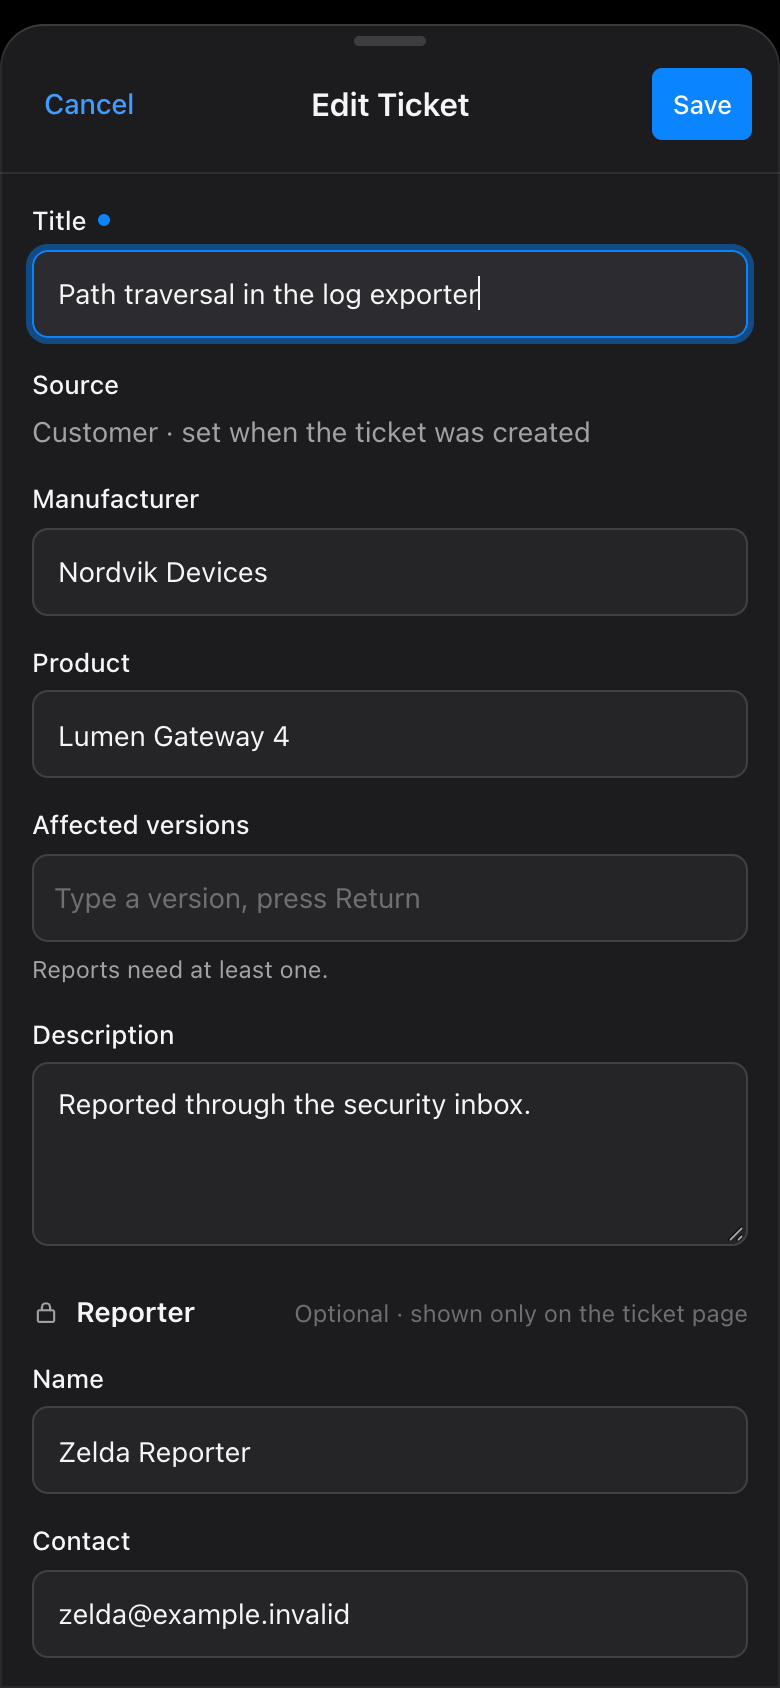 Cancel
Edit Ticket
Save
Title
Path traversal in the log exporter
Source
Customer · set when the ticket was created
Manufacturer
Nordvik Devices
Product
Lumen Gateway 4
Affected versions
Type a version, press Return
Reports need at least one.
Description
Reported through the security inbox.
Reporter
Optional · shown only on the ticket page
Name
Zelda Reporter
Contact
zelda@example.invalid